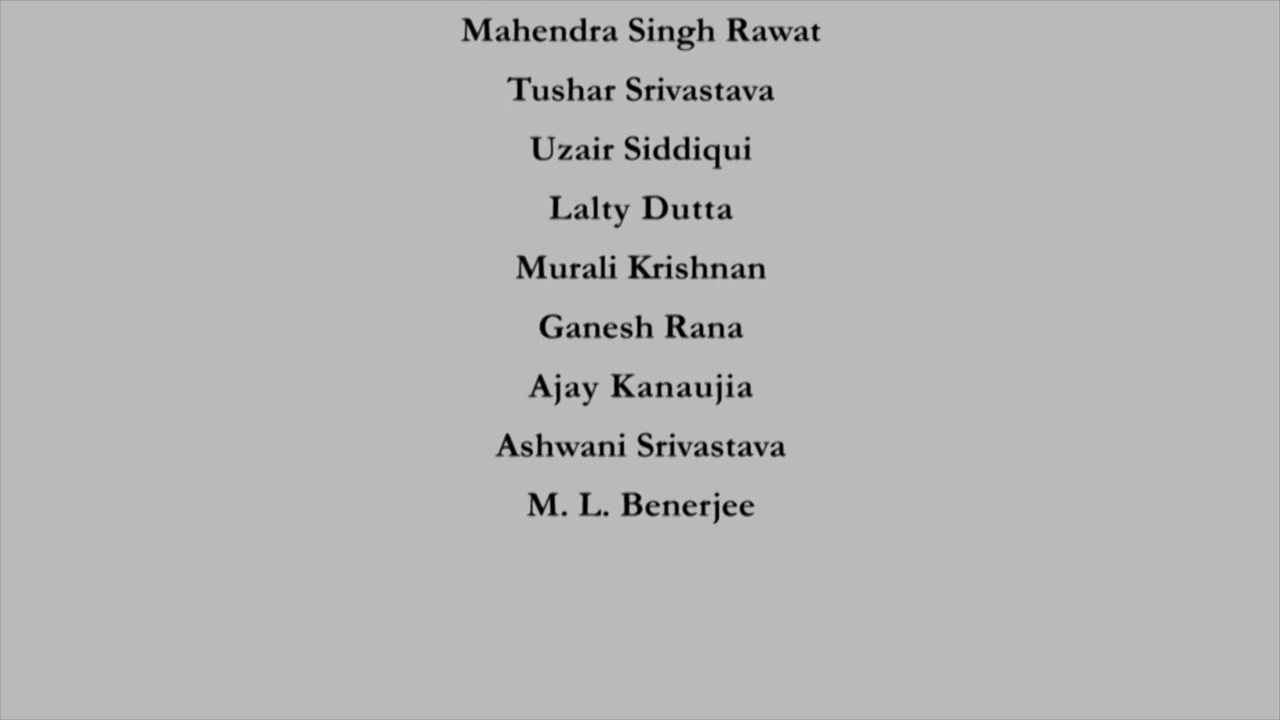 Mahendra Singh Rawat
Tushar Srivastava
Uzair Siddiqui
Lalty Dutta
Murali Krishnan
Ganesh Rana
Ajay Kanaujia
Ashwani Srivastava
M. L. Benerjee